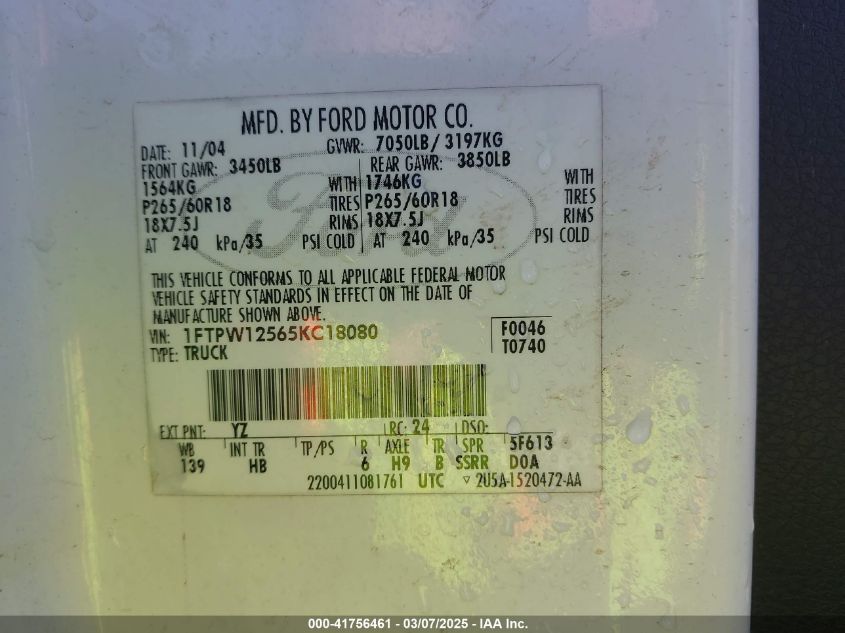 MFD. BY FORD MOTOR CO.
DATE: 11/04 GVWR: 7050LB/ 3197KG
FRONT GAWR: 3450LB REAR GAWR: 3850LB
1564KG WITH 1746KG WITH
P265/60R18 TIRES P265/60R18 TIRES
18X7.5J RIMS 18X7.5J RIMS
AT 240 kPa/35 PSI COLD AT 240 kPa/35 PSI COLD
Ford
THIS VEHICLE CONFORMS TO ALL APPLICABLE FEDERAL MOTOR
VEHICLE SAFETY STANDARDS IN EFFECT ON THE DATE OF
MANUFACTURE SHOWN ABOVE.
VIN: 1FTPW12565KC18080 F0046
TYPE: TRUCK T0740
EXT PNT: YZ RC: 24 DSO:
WB INT TR TP/PS R AXLE TR SPR 5F613
139 HB 6 H9 B SSRR DOA
2200411081761 UTC ▽ 2U5A-1520472-AA
000-41756461 - 03/07/2025 - IAA Inc.